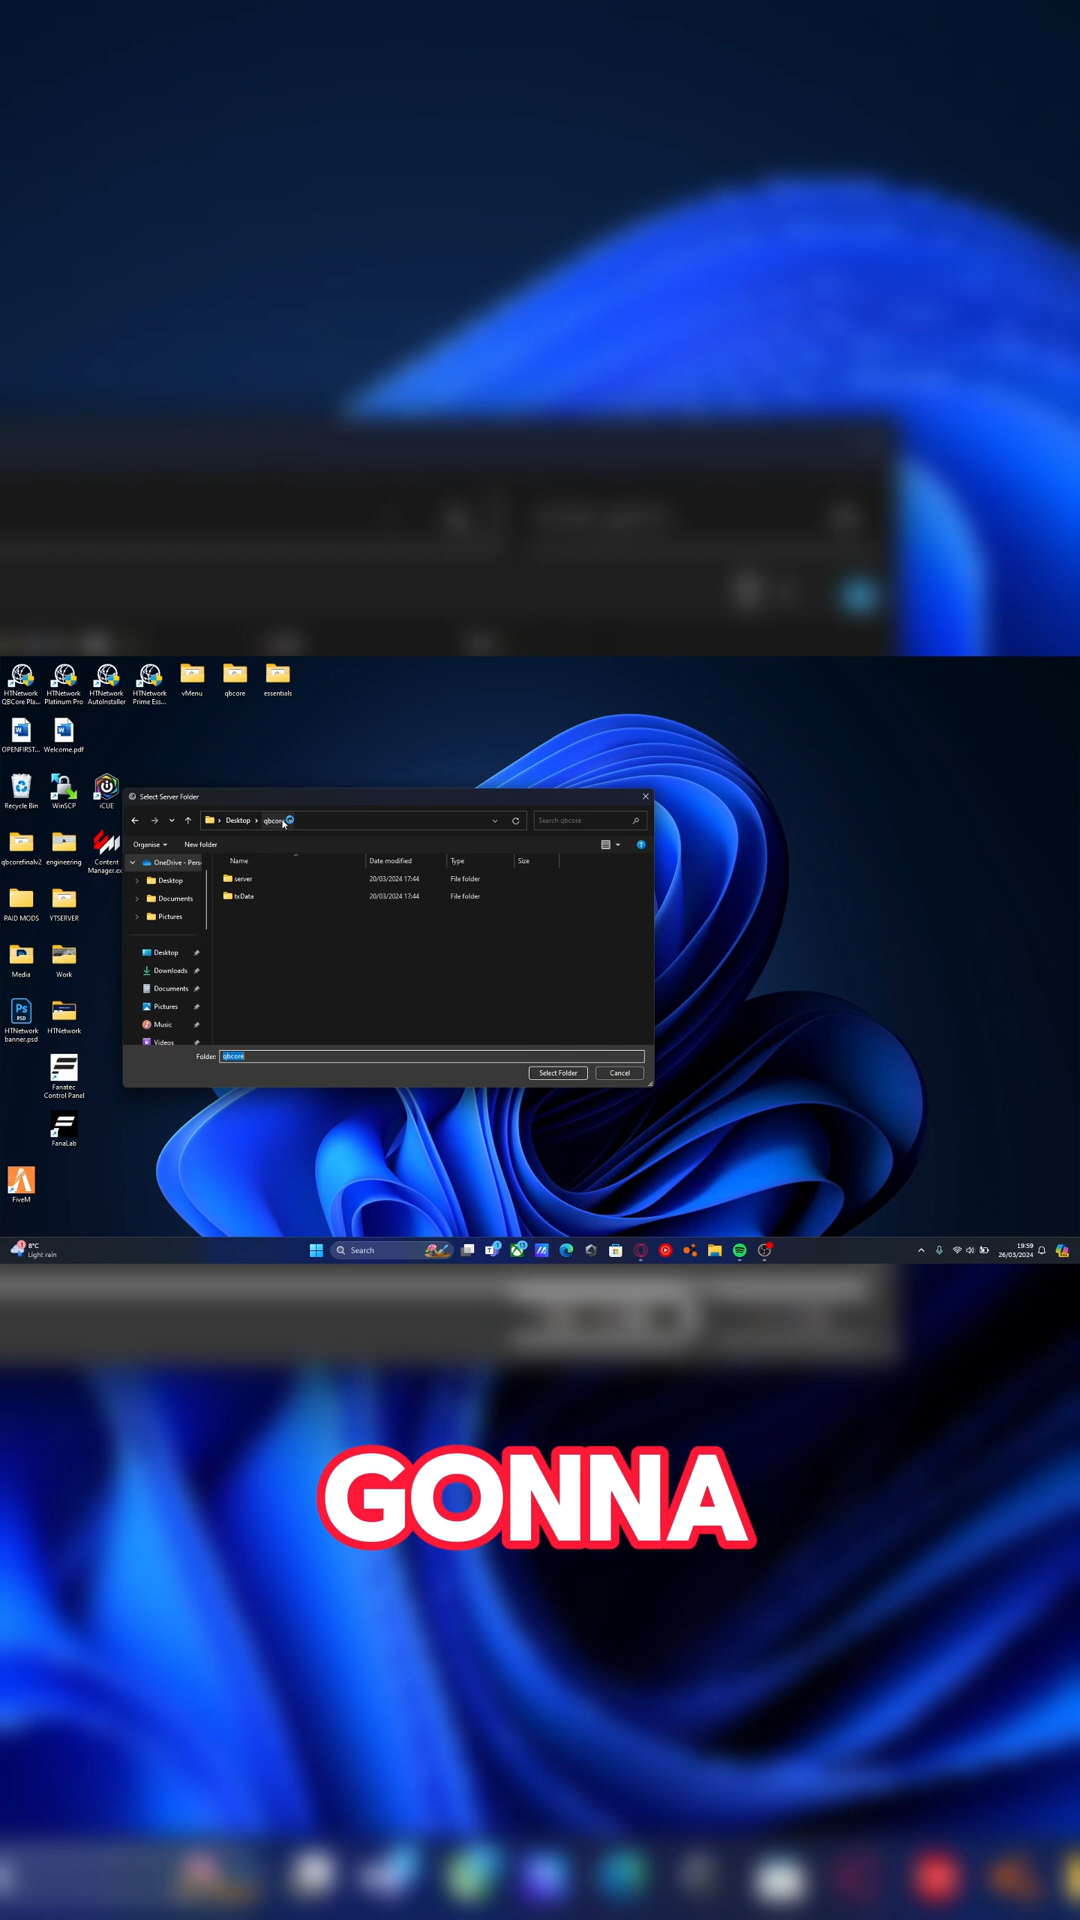 HTNetwork QBCore Pla...
HTNetwork Platinum Pro
HTNetwork AutoInstaller
HTNetwork Prime Ess...
vMenu
qbcore
essentials
OPENFIRST...
Welcome.pdf
Recycle Bin
WinSCP
iCUE
qbcorefinalv2
engineering
Content Manager.exe
PAID MODS
YTSERVER
Media
Work
Ps
PSD
HTNetwork banner.psd
HTNetwork
Fanatec Control Panel
FanaLab
FiveM
Select Server Folder
Desktop
qbcore
Search qbcore
Organise
New folder
Name
Date modified
Type
Size
server
20/03/2024 17:44
File folder
txData
20/03/2024 17:44
File folder
OneDrive - Pers
Desktop
Documents
Pictures
Desktop
Downloads
Documents
Pictures
Music
Videos
Folder:
qbcore
Select Folder
Cancel
8°C
Light rain
Search
19:59
26/03/2024
GONNA